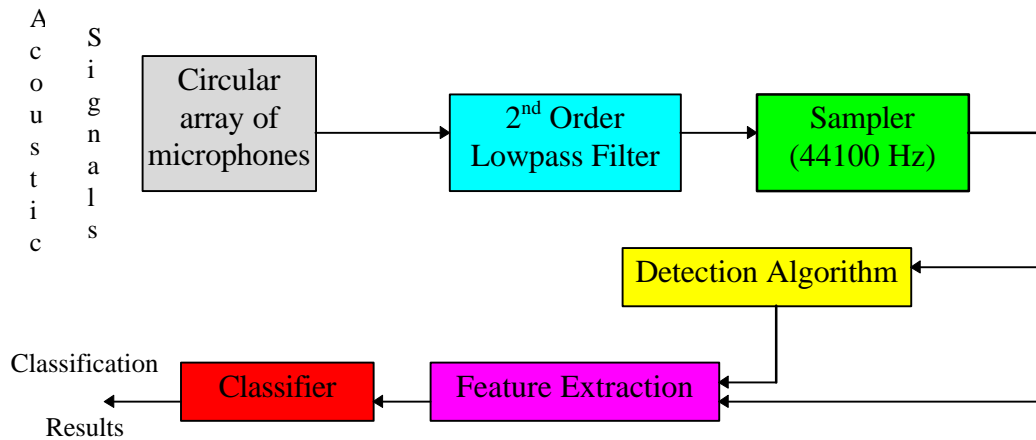 Acoustic
Signals
Circular
array of
microphones
2nd Order
Lowpass Filter
Sampler
(44100 Hz)
Detection Algorithm
Classification
Results
Classifier
Feature Extraction